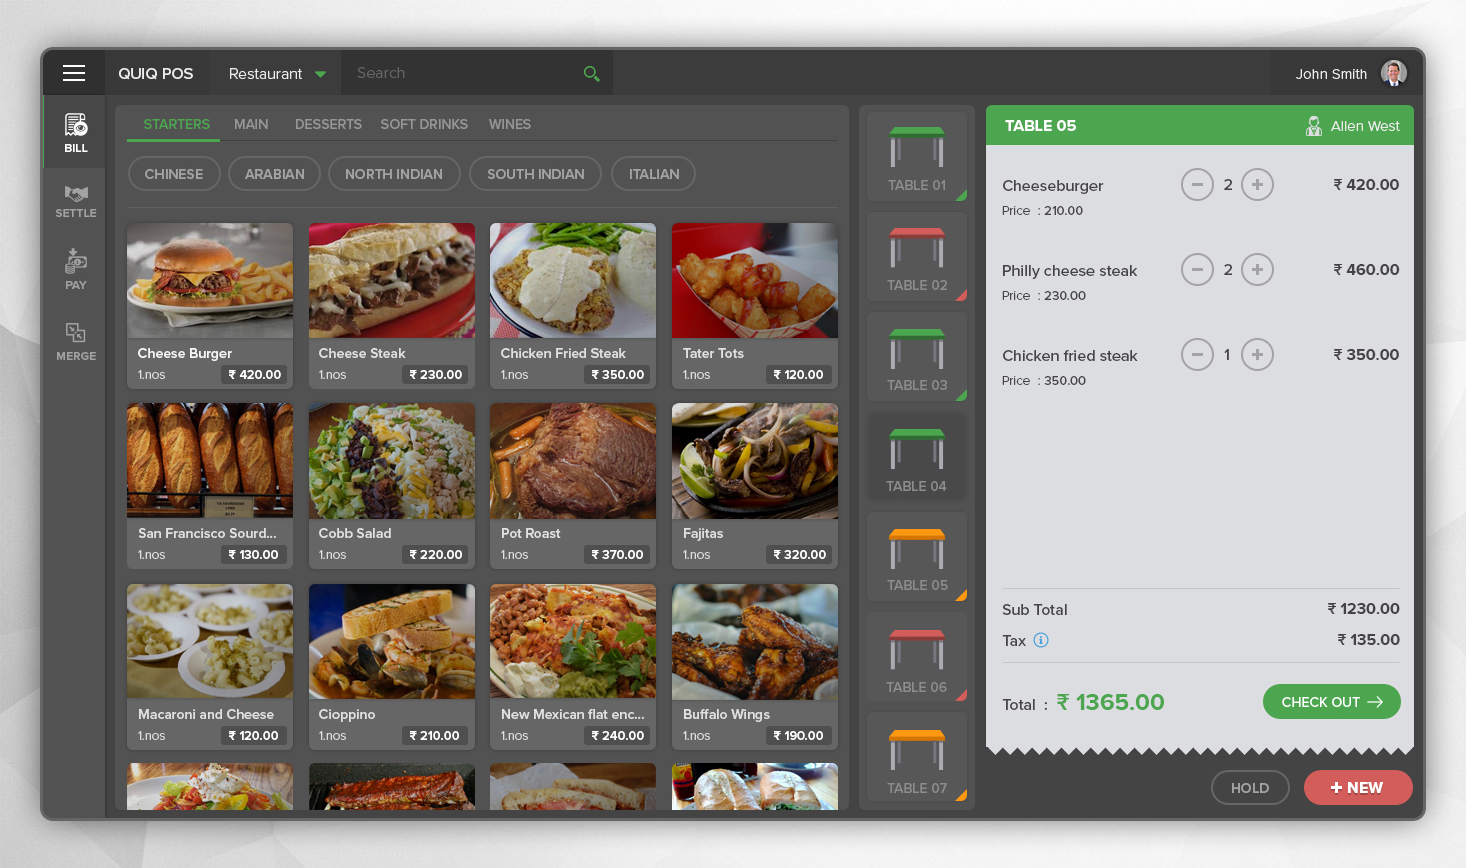 QUIQ POS
Restaurant
Search
John Smith
BILL
SETTLE
PAY
MERGE
STARTERS MAIN DESSERTS SOFT DRINKS WINES
CHINESE ARABIAN NORTH INDIAN SOUTH INDIAN ITALIAN
Cheese Burger
1.nos ₹ 420.00
Cheese Steak
1.nos ₹ 230.00
Chicken Fried Steak
1.nos ₹ 350.00
Tater Tots
1.nos ₹ 120.00
San Francisco Sourd...
1.nos ₹ 130.00
Cobb Salad
1.nos ₹ 220.00
Pot Roast
1.nos ₹ 370.00
Fajitas
1.nos ₹ 320.00
Macaroni and Cheese
1.nos ₹ 120.00
Cioppino
1.nos ₹ 210.00
New Mexican flat enc...
1.nos ₹ 240.00
Buffalo Wings
1.nos ₹ 190.00
TABLE 01
TABLE 02
TABLE 03
TABLE 04
TABLE 05
TABLE 06
TABLE 07
TABLE 05 Allen West
Cheeseburger 2 ₹ 420.00
Price : 210.00
Philly cheese steak 2 ₹ 460.00
Price : 230.00
Chicken fried steak 1 ₹ 350.00
Price : 350.00
Sub Total ₹ 1230.00
Tax ₹ 135.00
Total : ₹ 1365.00 CHECK OUT
HOLD + NEW